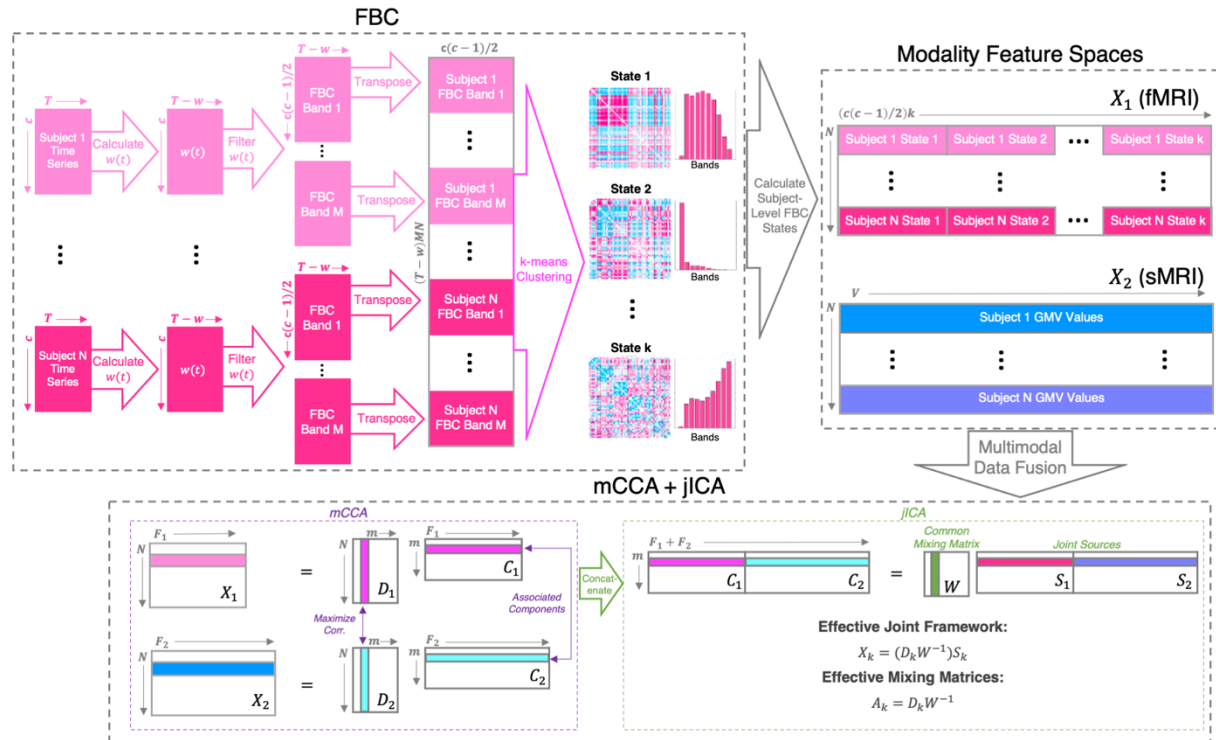 FBC
T
c
Subject 1
Time
Series
Calculate
w(t)
T − w
c
w(t)
Filter
w(t)
T − w
c(c−1)/2
FBC
Band 1
FBC
Band M
Transpose
Transpose
c(c − 1)/2
Subject 1
FBC Band 1
Subject 1
FBC Band M
(T − w)MN
Subject N
FBC Band 1
Subject N
FBC Band M
T
c
Subject N
Time
Series
Calculate
w(t)
T − w
c
w(t)
Filter
w(t)
T − w
c(c−1)/2
FBC
Band 1
FBC
Band M
Transpose
Transpose
k-means
Clustering
State 1
Bands
State 2
Bands
State k
Bands
Calculate
Subject-
Level FBC
States
Modality Feature Spaces
X1 (fMRI)
(c(c−1)/2)k
N
Subject 1 State 1 Subject 1 State 2 Subject 1 State k
Subject N State 1 Subject N State 2 Subject N State k
X2 (sMRI)
V
N
Subject 1 GMV Values
Subject N GMV Values
Multimodal
Data Fusion
mCCA + jICA
mCCA
F1
N
X1
=
m
N
D1
F1
m
C1
Maximize
Corr.
Associated
Components
F2
N
X2
=
m
N
D2
F2
m
C2
Concat-
enate
jICA
F1 + F2
m
C1 C2
=
Common
Mixing Matrix
W
Joint Sources
S1 S2
Effective Joint Framework:
Xk = (DkW−1)Sk
Effective Mixing Matrices:
Ak = DkW−1